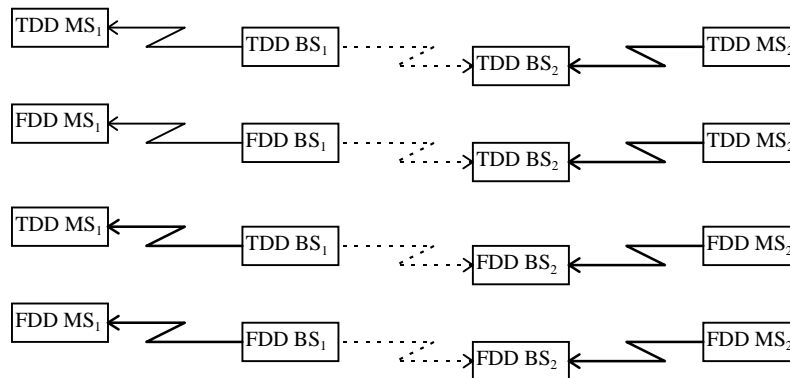 TDD MS₁ TDD BS₁ TDD BS₂ TDD MS₂
FDD MS₁ FDD BS₁ TDD BS₂ TDD MS₂
TDD MS₁ TDD BS₁ FDD BS₂ FDD MS₂
FDD MS₁ FDD BS₁ FDD BS₂ FDD MS₂